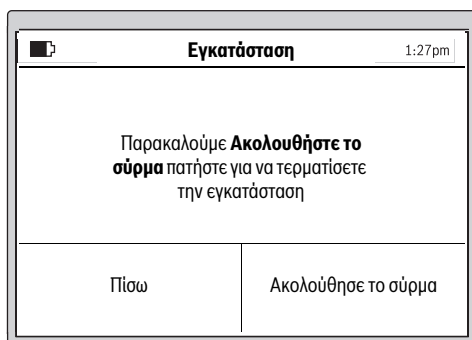 Εγκατάσταση
1:27pm
Παρακαλούμε Ακολουθήστε το
σύρμα πατήστε για να τερματίσετε
την εγκατάσταση
Πίσω
Ακολούθησε το σύρμα